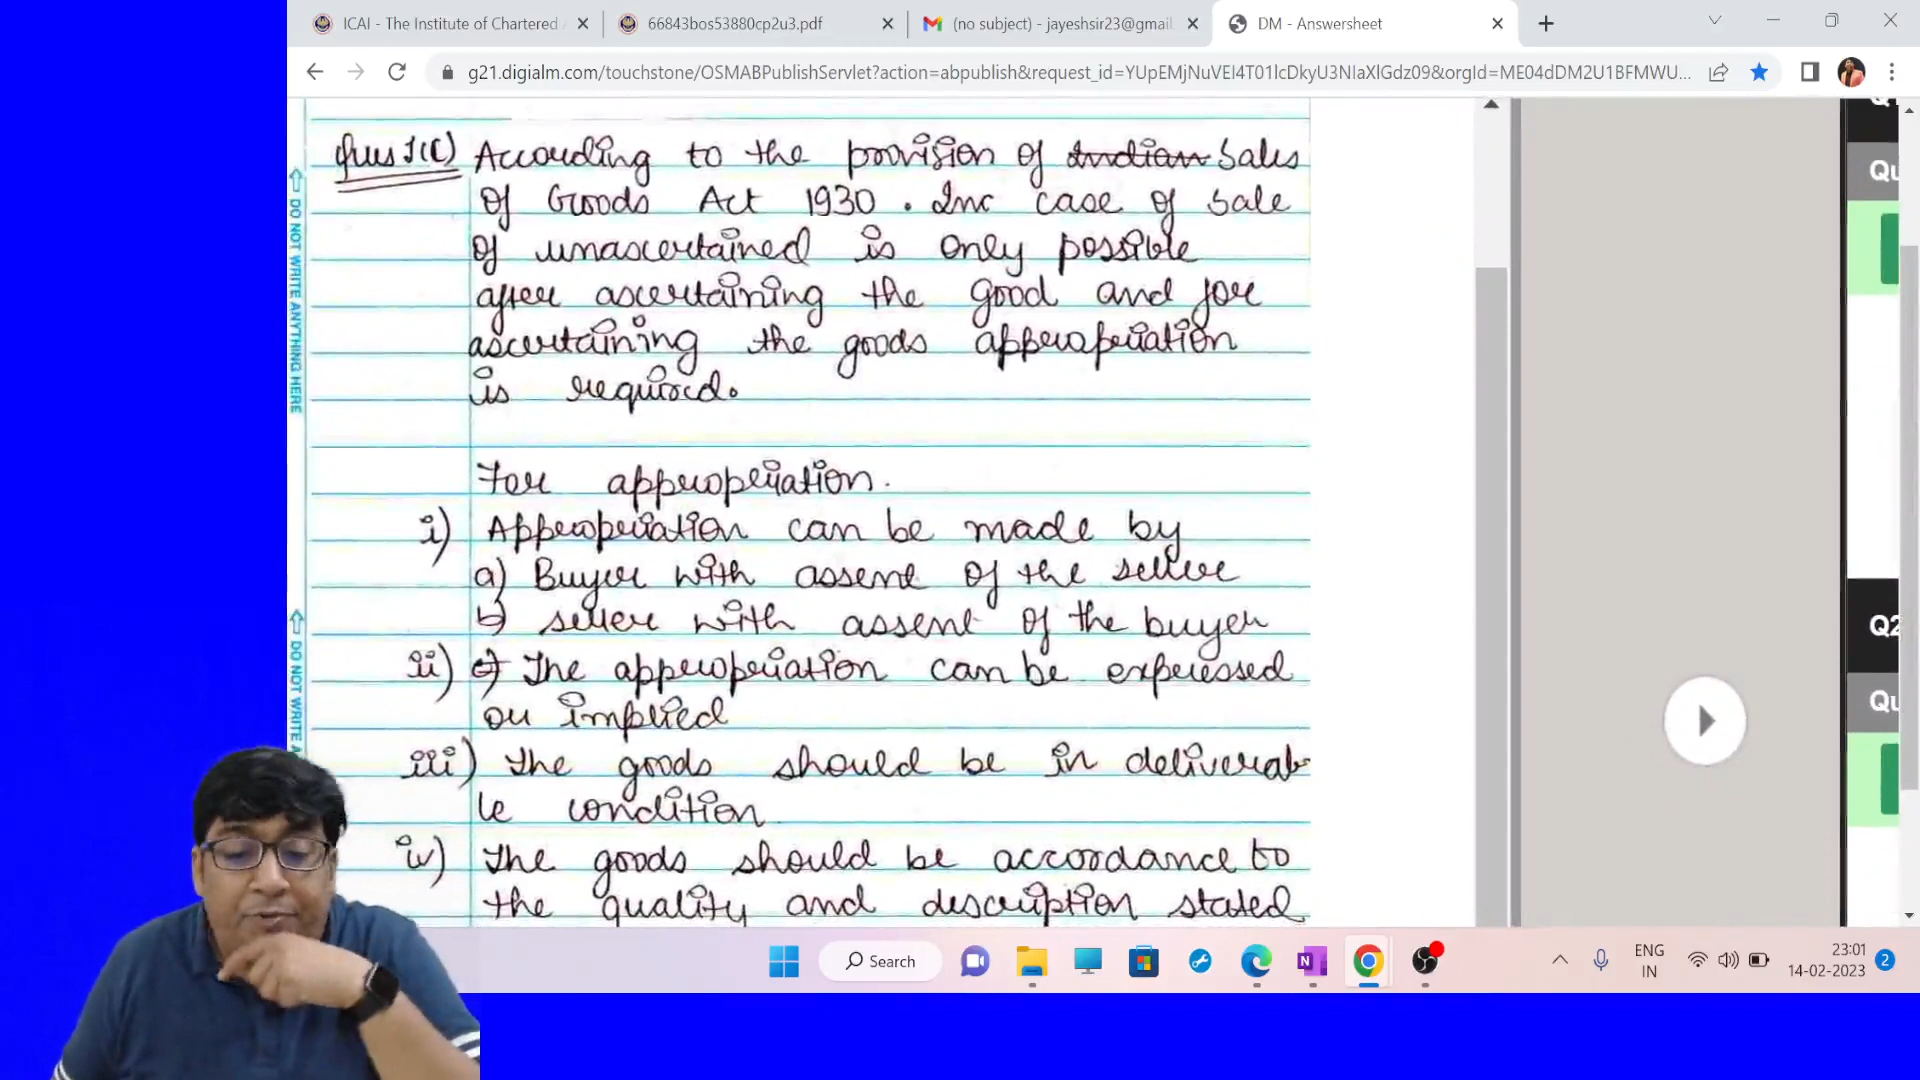 ICAI - The Institute of Chartered
66843bos53880cp2u3.pdf
(no subject) - jayeshsir23@gmail
DM - Answersheet
g21.digialm.com/touchstone/OSMABPublishServlet?action=abpublish&request_id=YUpEMjNuVEI4T01lcDkyU3NIaXlGdz09&orgId=ME04dDM2U1BFMWU...
Ques 1(C) According to the provision of Indian Sales
Of Goods Act 1930 . Inc case of sale
Of unascertained is only possible
after ascertaining the good and for
ascertaining the goods appropriation
is required.
For appropriation.
i) Appropriation can be made by
a) Buyer with assent of the seller
b) seller with assent of the buyer
ii) c) The appropriation can be expressed
or implied
iii) The goods should be in deliverab
le condition
iv) The goods should be accordance to
the quality and description stated
DO NOT WRITE ANYTHING HERE
DO NOT WRITE A
Qu
Q2
Qu
Search
ENG
IN
23:01
14-02-2023
2